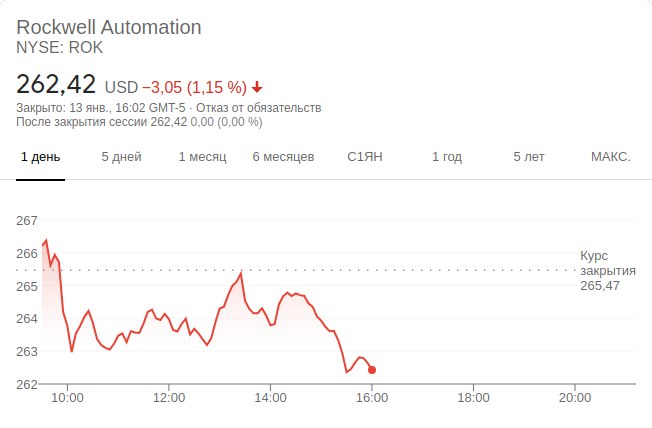 Rockwell Automation
NYSE: ROK
262,42 USD −3,05 (1,15 %)
Закрыто: 13 янв., 16:02 GMT-5 · Отказ от обязательств
После закрытия сессии 262,42 0,00 (0,00 %)
1 день 5 дней 1 месяц 6 месяцев С1ЯН 1 год 5 лет МАКС.
267
266
265
264
263
262
Курс
закрытия
265,47
10:00 12:00 14:00 16:00 18:00 20:00